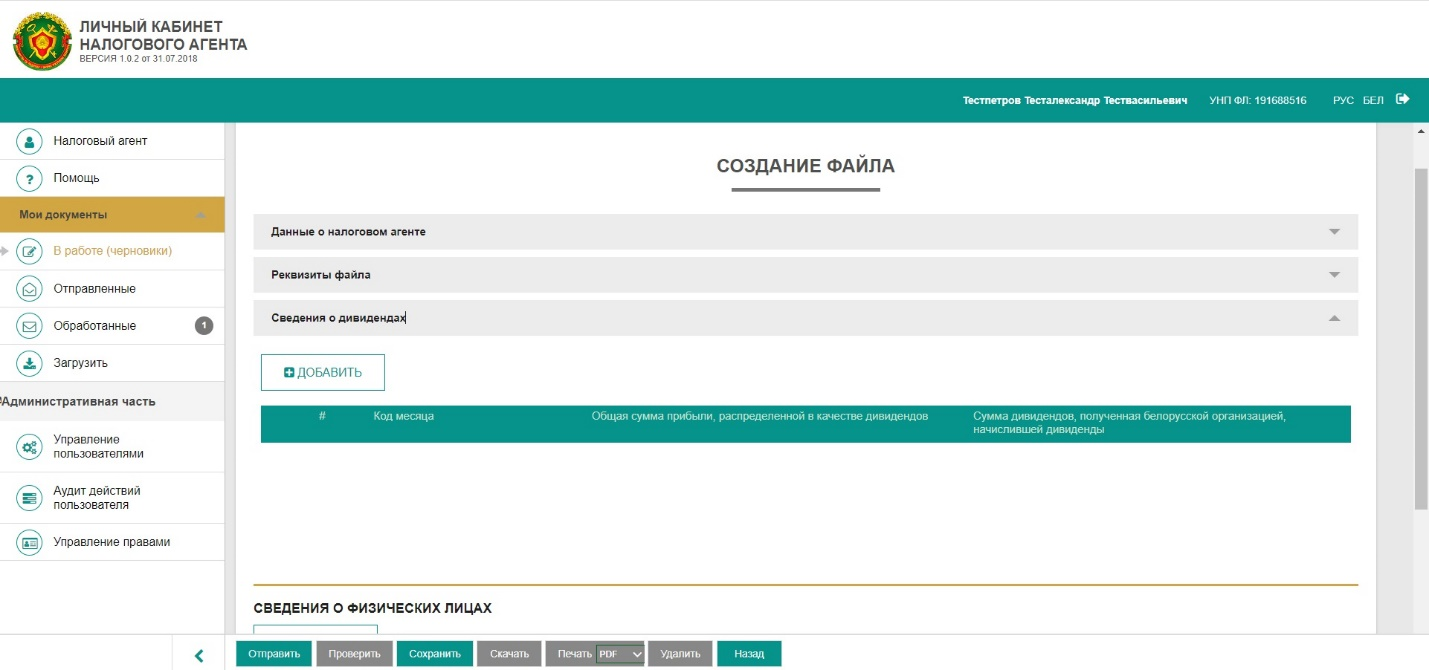 ЛИЧНЫЙ КАБИНЕТ
НАЛОГОВОГО АГЕНТА
ВЕРСИЯ 1.0.2 от 31.07.2018
Тестпетров Тесталександр Тествасильевич УНП ФЛ: 191688516 РУС БЕЛ
Налоговый агент
? Помощь
Мои документы
В работе (черновики)
Отправленные
Обработанные 1
Загрузить
Административная часть
Управление
пользователями
Аудит действий
пользователя
Управление правами
СОЗДАНИЕ ФАЙЛА
Данные о налоговом агенте
Реквизиты файла
Сведения о дивидендах
ДОБАВИТЬ
# Код месяца Общая сумма прибыли, распределенной в качестве дивидендов Сумма дивидендов, полученная белорусской организацией,
начислившей дивиденды
СВЕДЕНИЯ О ФИЗИЧЕСКИХ ЛИЦАХ
Отправить Проверить Сохранить Скачать Печать PDF Удалить Назад